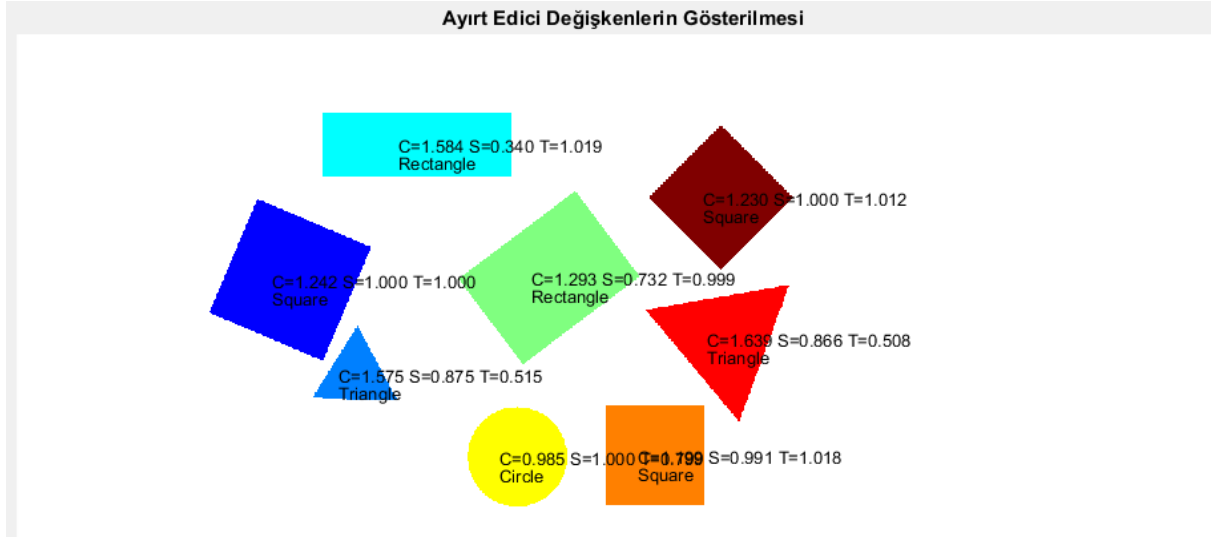 Ayırt Edici Değişkenlerin Gösterilmesi
C=1.584 S=0.340 T=1.019
Rectangle
C=1.230 S=1.000 T=1.012
Square
C=1.242 S=1.000 T=1.000
Square
C=1.293 S=0.732 T=0.999
Rectangle
C=1.639 S=0.866 T=0.508
Triangle
C=1.575 S=0.875 T=0.515
Triangle
C=0.985 S=1.000
Circle
S=0.991 T=1.018
Square